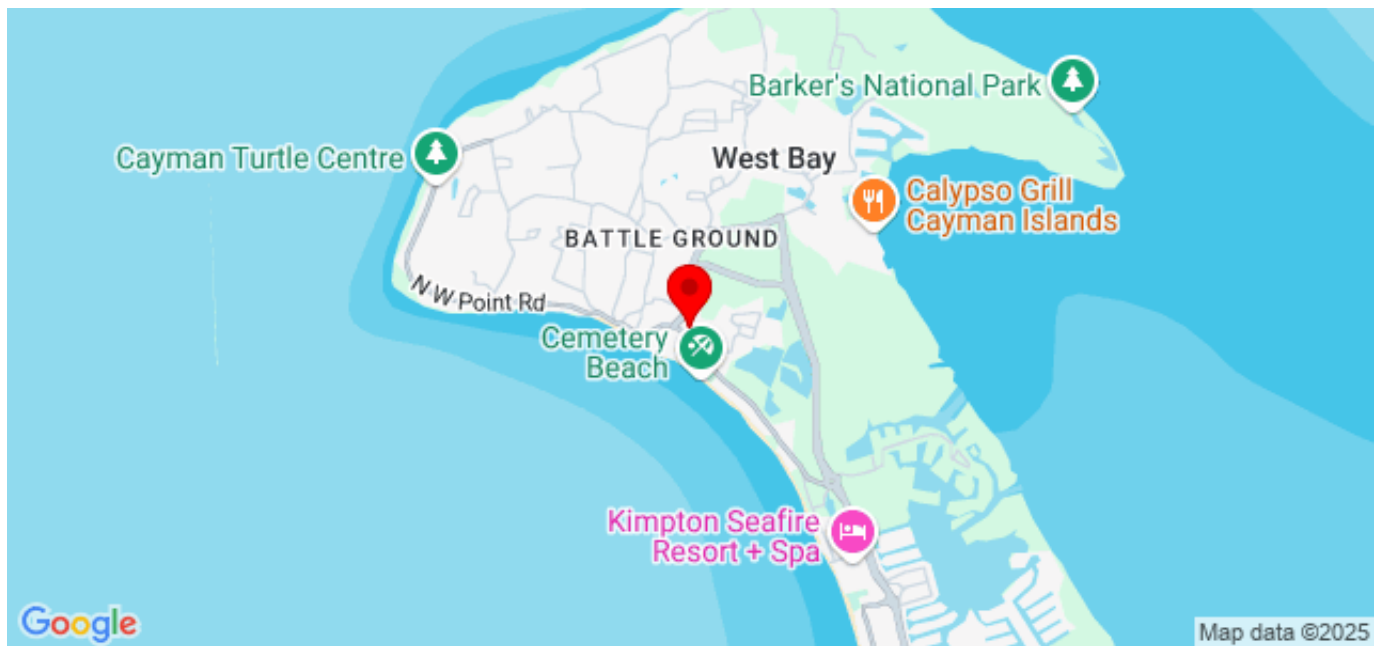 Barker's National Park
Cayman Turtle Centre
West Bay
Calypso Grill
Cayman Islands
BATTLE GROUND
N W Point Rd
Cemetery
Beach
Kimpton Seafire
Resort + Spa
Google
Map data ©2025